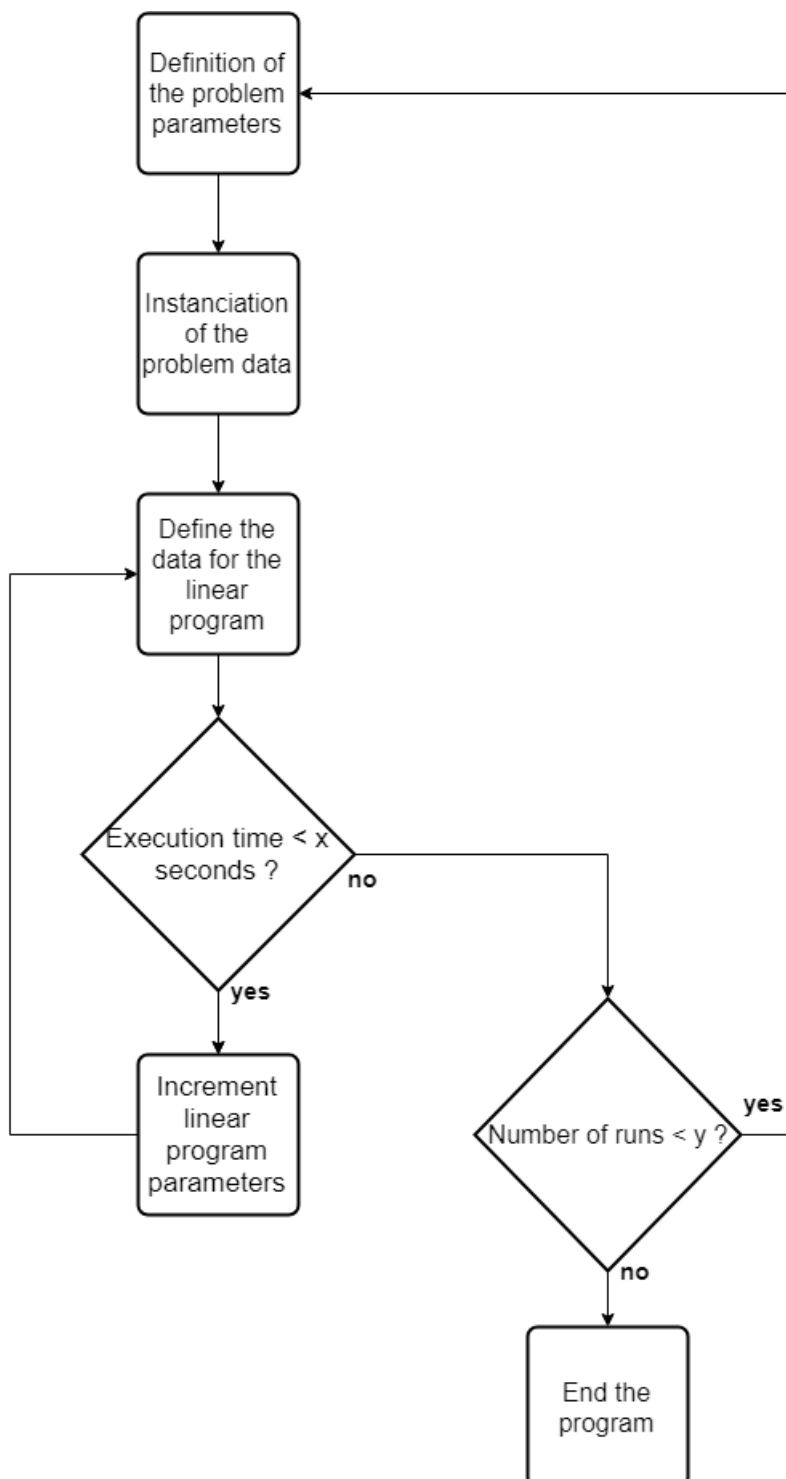 Definition of
the problem
parameters
Instanciation
of the
problem data
Define the
data for the
linear
program
Execution time < x
seconds ?
no
yes
Increment
linear
program
parameters
Number of runs < y ?
yes
no
End the
program